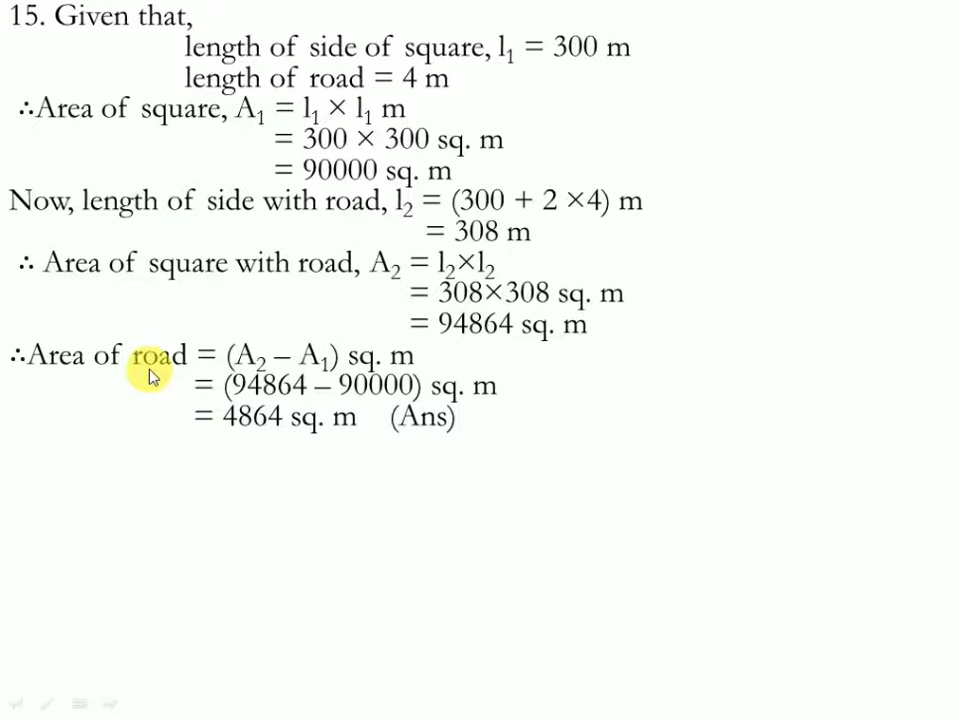 15. Given that,
length of side of square, l₁ = 300 m
length of road = 4 m
∴Area of square, A₁ = l₁ × l₁ m
= 300 × 300 sq. m
= 90000 sq. m
Now, length of side with road, l₂ = (300 + 2 ×4) m
= 308 m
∴ Area of square with road, A₂ = l₂×l₂
= 308×308 sq. m
= 94864 sq. m
∴Area of road = (A₂ – A₁) sq. m
= (94864 – 90000) sq. m
= 4864 sq. m (Ans)